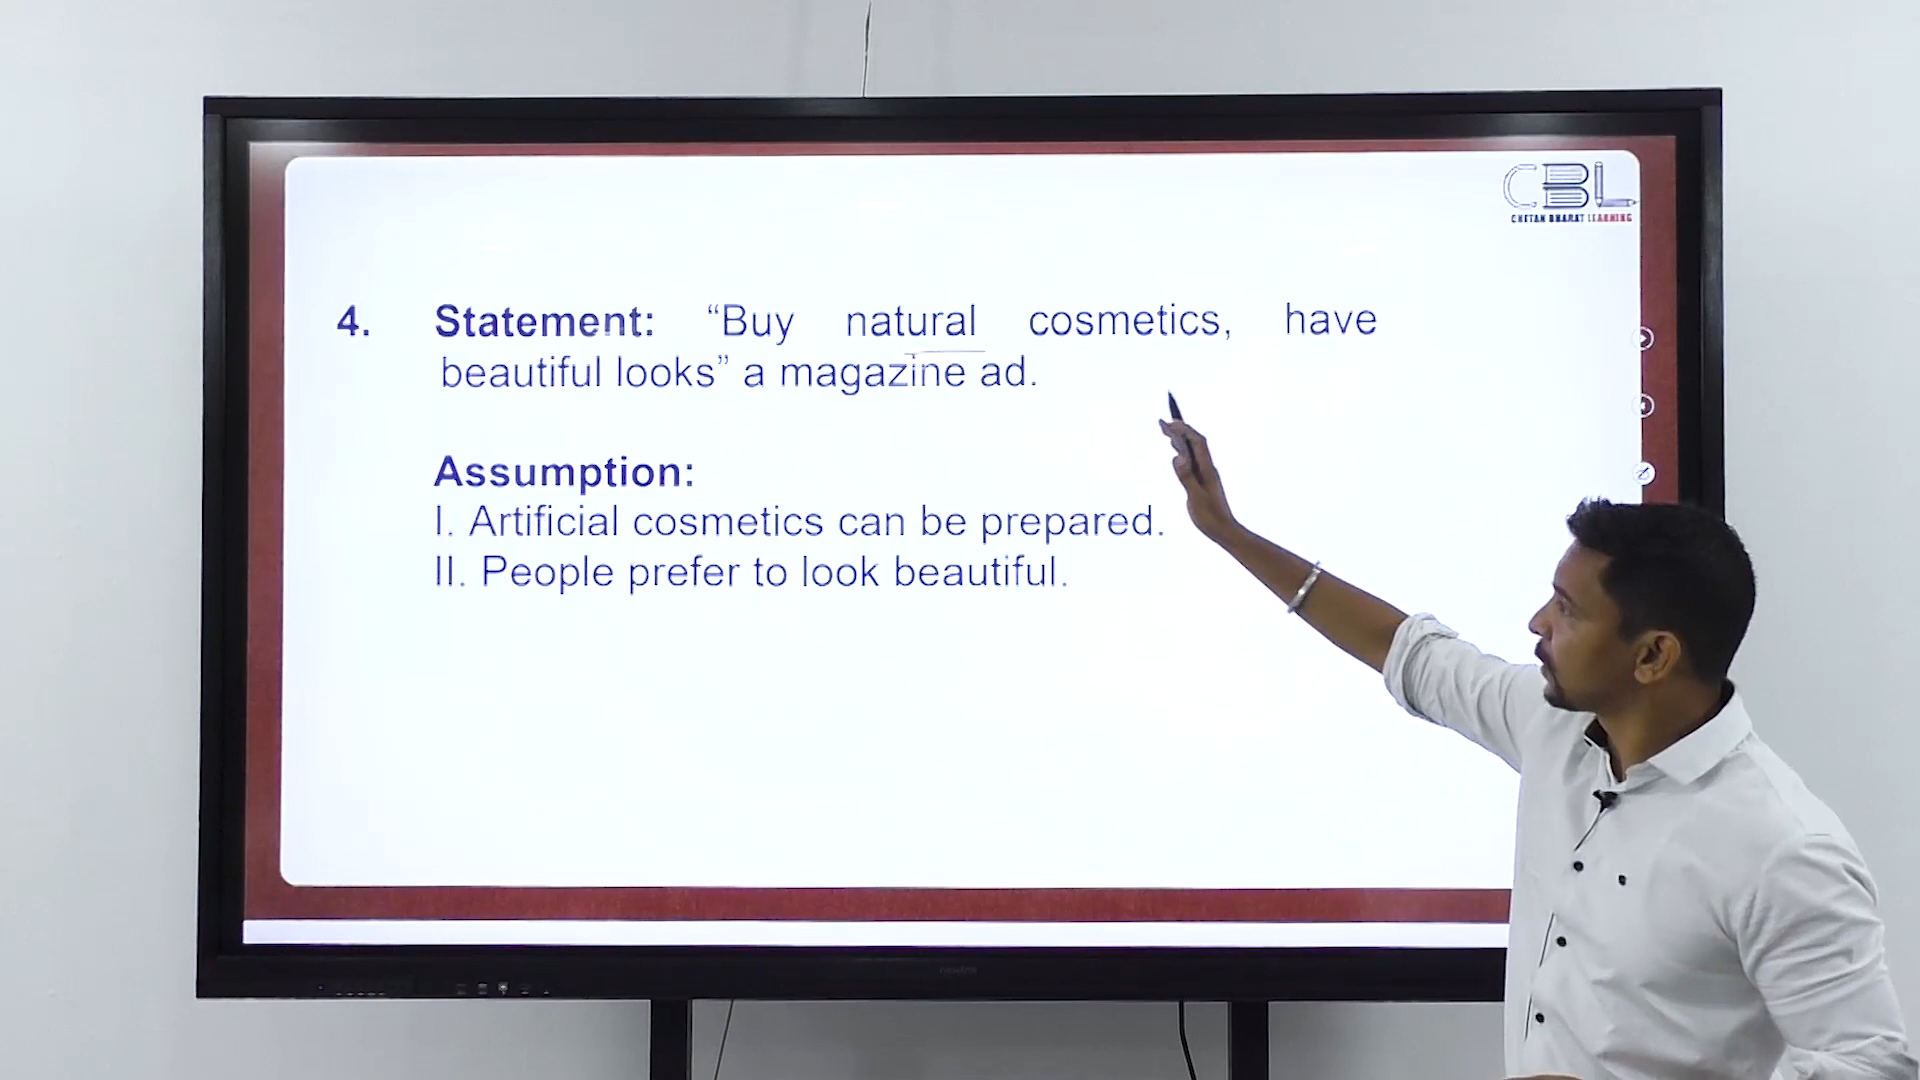 CBL
CHETAN BHARAT LEARNING
4. Statement: “Buy natural cosmetics, have
beautiful looks” a magazine ad.
Assumption:
I. Artificial cosmetics can be prepared.
II. People prefer to look beautiful.